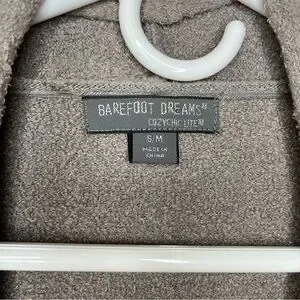 BAREFOOT DREAMS®
COZYCHIC LITE®
S/M
MADE IN
CHINA